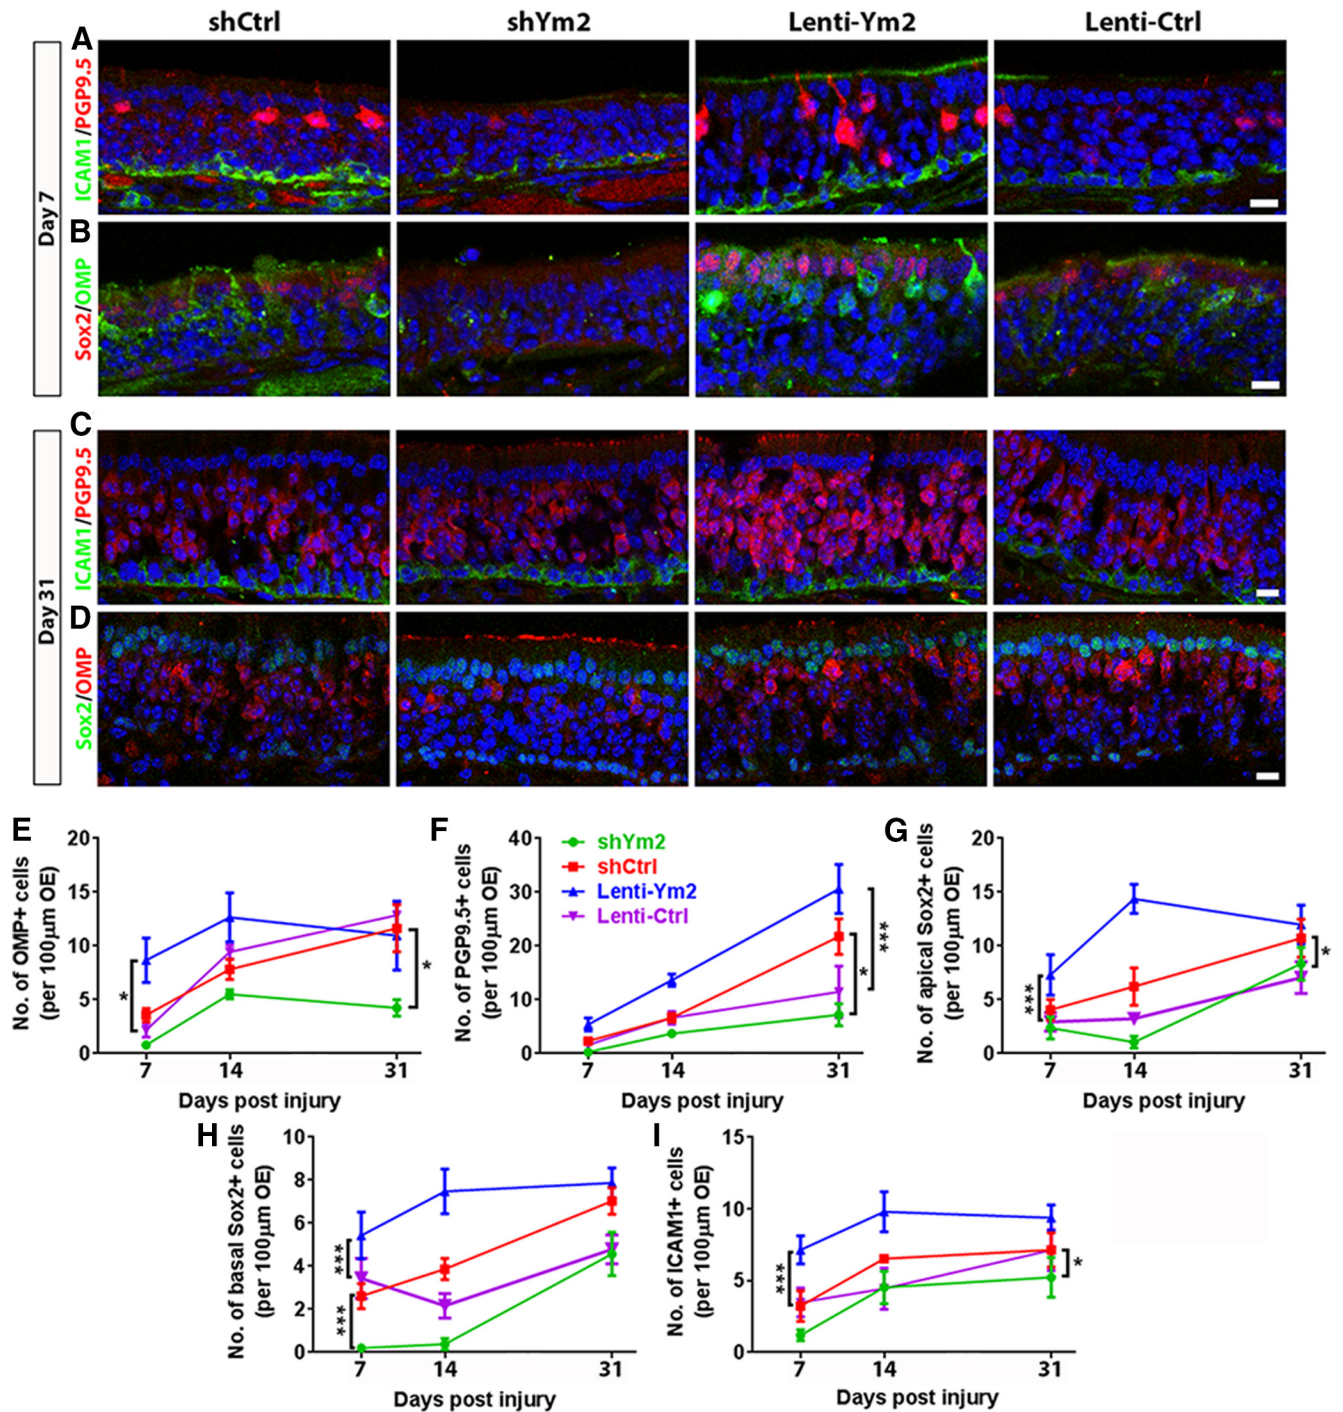 shCtrl
shYm2
Lenti-Ym2
Lenti-Ctrl
Day 7
A
ICAM1/PGP9.5
B
Sox2/OMP
Day 31
C
ICAM1/PGP9.5
D
Sox2/OMP
E
No. of OMP+ cells
(per 100μm OE)
20
15
10
5
0
*
*
7
14
31
Days post injury
F
No. of PGP9.5+ cells
(per 100μm OE)
40
30
20
10
0
shYm2
shCtrl
Lenti-Ym2
Lenti-Ctrl
*
***
7
14
31
Days post injury
G
No. of apical Sox2+ cells
(per 100μm OE)
20
15
10
5
0
***
*
7
14
31
Days post injury
H
No. of basal Sox2+ cells
(per 100μm OE)
10
8
6
4
2
0
***
***
7
14
31
Days post injury
I
No. of ICAM1+ cells
(per 100μm OE)
15
10
5
0
***
*
7
14
31
Days post injury